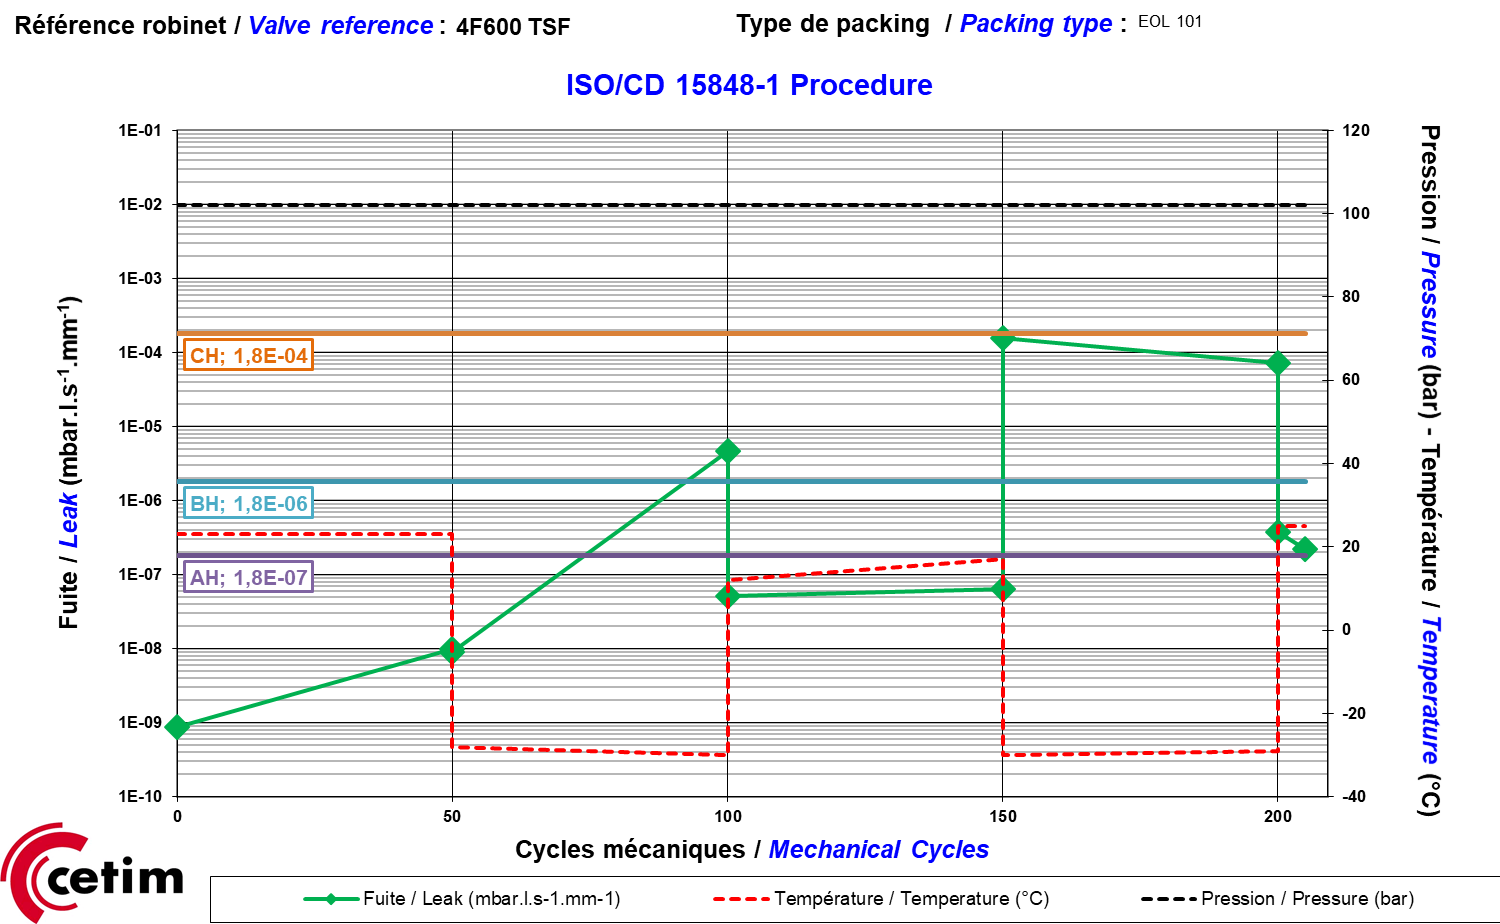 Référence robinet / Valve reference : 4F600 TSF
Type de packing / Packing type : EOL 101
ISO/CD 15848-1 Procedure
1E-01
1E-02
1E-03
1E-04
1E-05
1E-06
1E-07
1E-08
1E-09
1E-10
Fuite / Leak (mbar.l.s-1.mm-1)
CH; 1,8E-04
BH; 1,8E-06
AH; 1,8E-07
120
100
80
60
40
20
0
-20
-40
Pression / Pressure (bar) - Température / Temperature (°C)
0 50 100 150 200
Cycles mécaniques / Mechanical Cycles
cetim
Fuite / Leak (mbar.l.s-1.mm-1) Température / Temperature (°C) Pression / Pressure (bar)